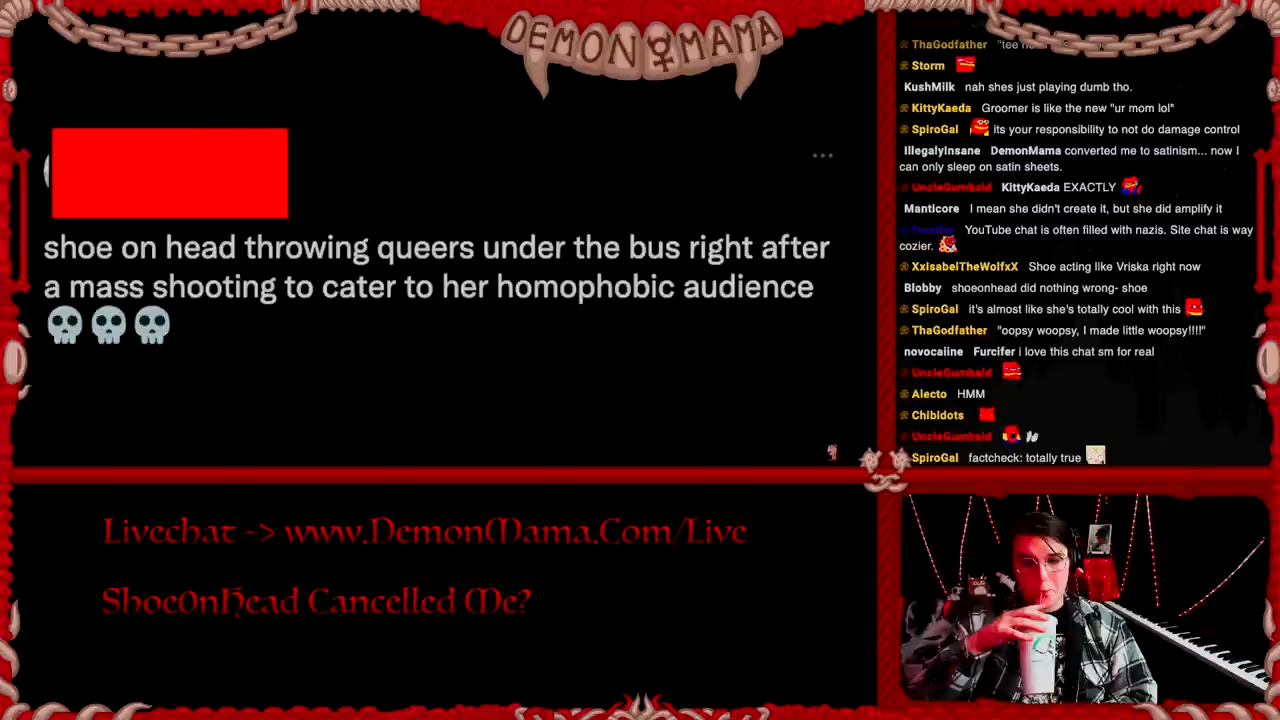 DEMON MAMA
shoe on head throwing queers under the bus right after
a mass shooting to cater to her homophobic audience
💀💀💀
Livechat -> www.DemonMama.Com/Live
ShoeOnHead Cancelled Me?
ThaGodfather "tee
Storm
KushMilk nah shes just playing dumb tho.
KittyKaeda Groomer is like the new "ur mom lol"
SpiroGal its your responsibility to not do damage control
IllegalyInsane DemonMama converted me to satinism... now I
can only sleep on satin sheets.
UncleGumbald KittyKaeda EXACTLY
Manticore I mean she didn't create it, but she did amplify it
Furcifer YouTube chat is often filled with nazis. Site chat is way
cozier.
XxIsabelTheWolfxX Shoe acting like Vriska right now
Blobby shoeonhead did nothing wrong- shoe
SpiroGal it's almost like she's totally cool with this
ThaGodfather "oopsy woopsy, I made little woopsy!!!!"
novocaiine Furcifer i love this chat sm for real
UncleGumbald
Alecto HMM
Chibidots
UncleGumbald
SpiroGal factcheck: totally true